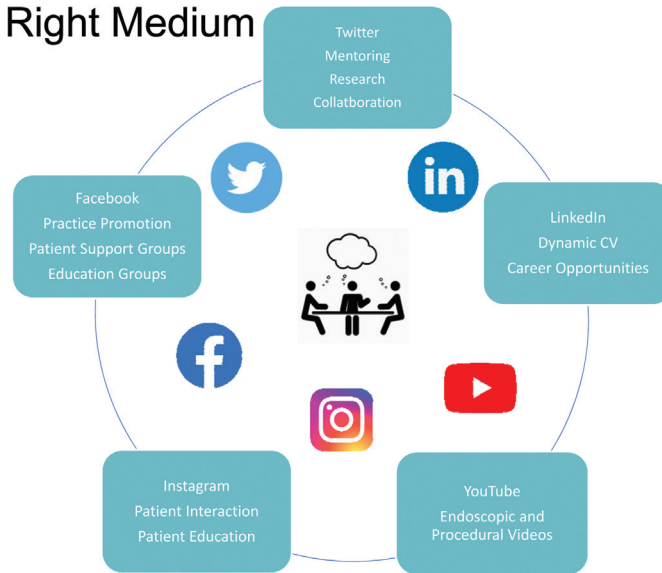 Right Medium
Twitter
Mentoring
Research
Collatboration
in
LinkedIn
Dynamic CV
Career Opportunities
Facebook
Practice Promotion
Patient Support Groups
Education Groups
f
Instagram
Patient Interaction
Patient Education
YouTube
Endoscopic and
Procedural Videos